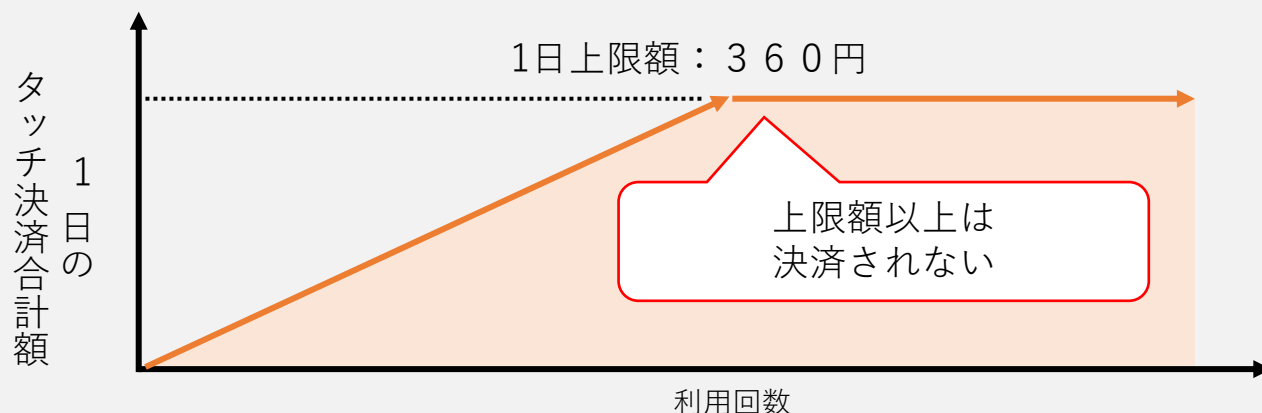 1日上限額：３６０円
1日の
タッチ決済合計額
上限額以上は
決済されない
利用回数